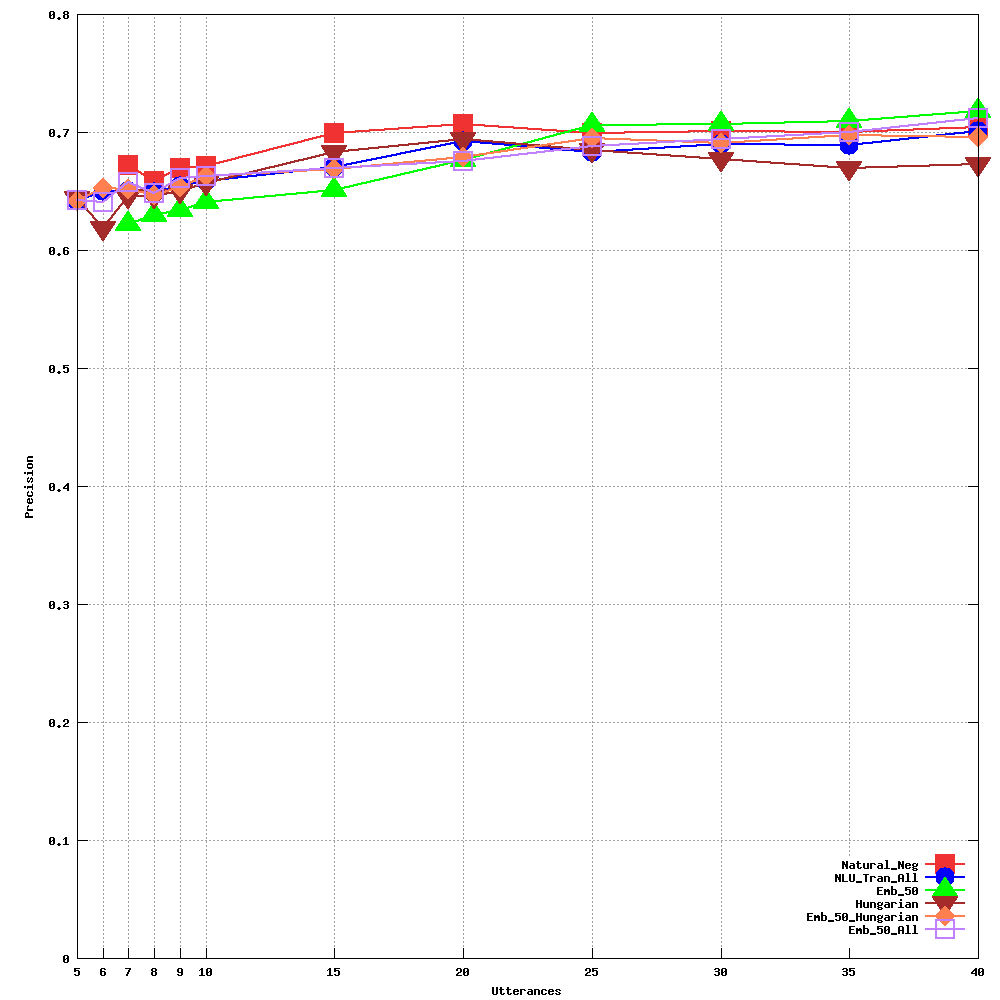 0.8
0.7
0.6
0.5
0.4
0.3
0.2
0.1
0
Precision
5 6 7 8 9 10 15 20 25 30 35 40
Utterances
Natural_Neg
NLU_Tran_All
Emb_50
Hungarian
Emb_50_Hungarian
Emb_50_All